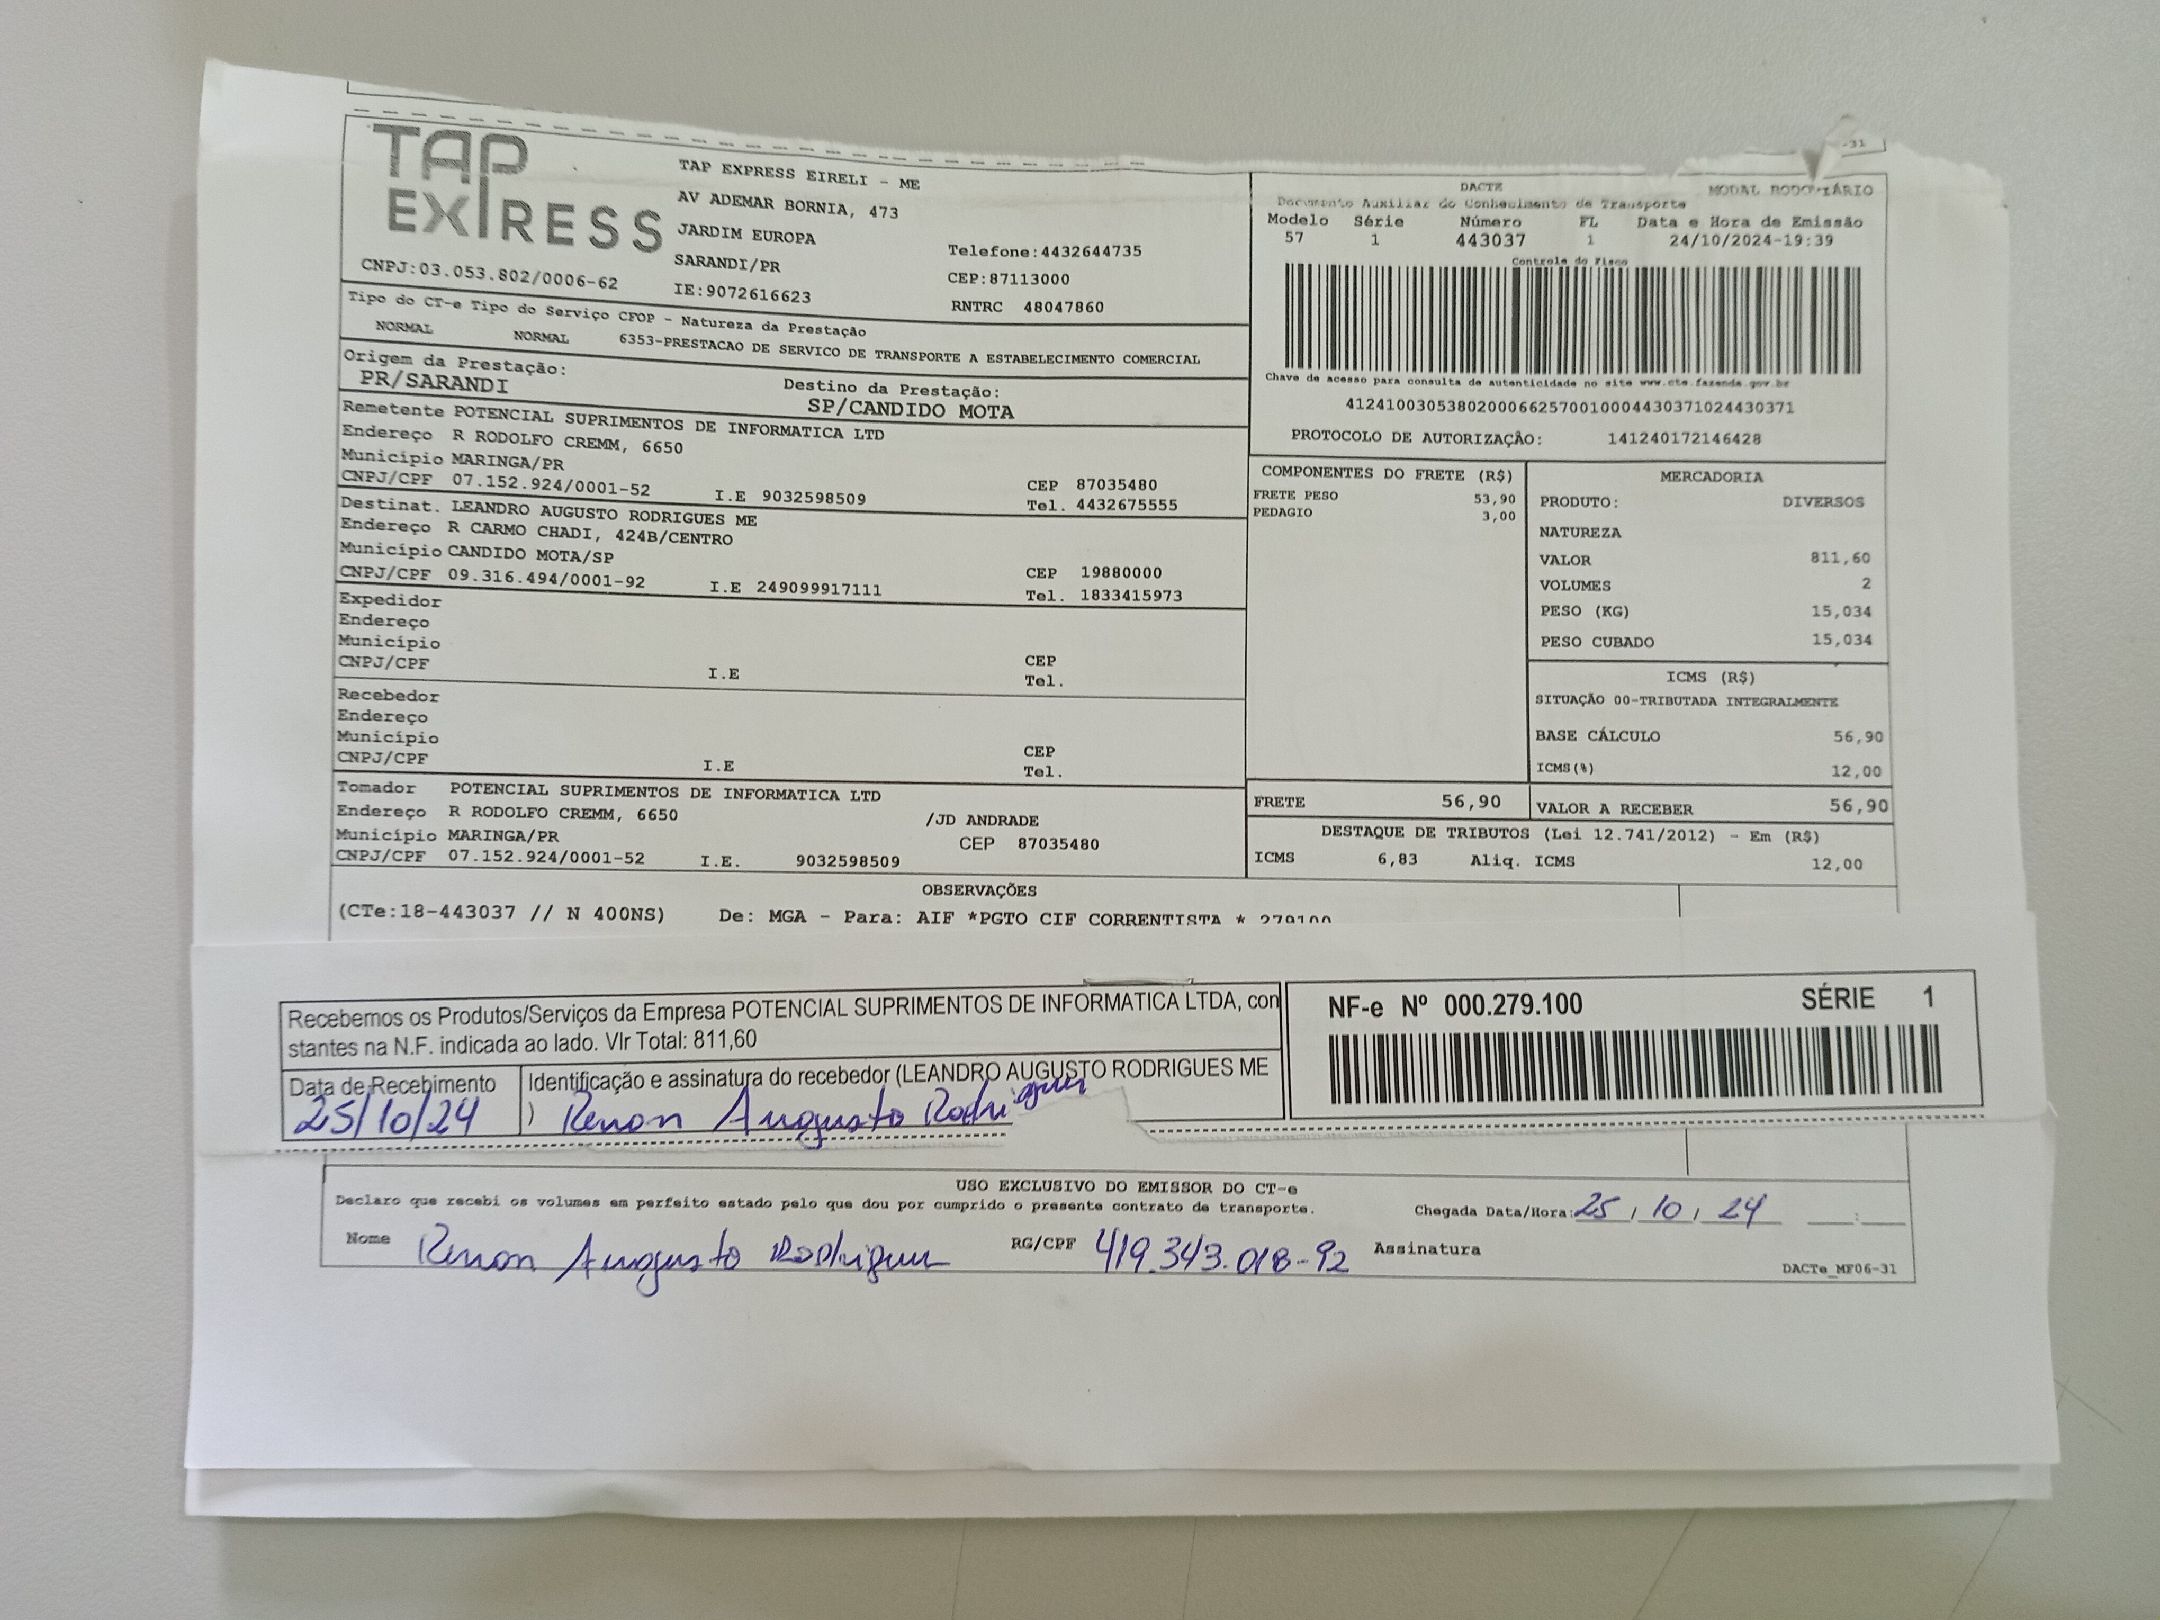 -31
TAP EXPRESS
CNPJ:03.053.802/0006-62
TAP EXPRESS EIRELI - ME
AV ADEMAR BORNIA, 473
JARDIM EUROPA
SARANDI/PR
IE:9072616623
Telefone:4432644735
CEP:87113000
RNTRC 48047860
DACTE
MODAL RODOVIÁRIO
Documento Auxiliar do Conhecimento de Transporte
Modelo Série Número FL Data e Hora de Emissão
57 1 443037 1 24/10/2024-19:39
Controle do Fisco
Chave de acesso para consulta de autenticidade no site www.cte.fazenda.gov.br
41241003053802000662570010004430371024430371
PROTOCOLO DE AUTORIZAÇÃO: 141240172146428
Tipo do CT-e Tipo do Serviço CFOP - Natureza da Prestação
NORMAL NORMAL 6353-PRESTACAO DE SERVICO DE TRANSPORTE A ESTABELECIMENTO COMERCIAL
Origem da Prestação: Destino da Prestação:
PR/SARANDI SP/CANDIDO MOTA
Remetente POTENCIAL SUPRIMENTOS DE INFORMATICA LTD
Endereço R RODOLFO CREMM, 6650
Município MARINGA/PR CEP 87035480
CNPJ/CPF 07.152.924/0001-52 I.E 9032598509 Tel. 4432675555
Destinat. LEANDRO AUGUSTO RODRIGUES ME
Endereço R CARMO CHADI, 424B/CENTRO
Município CANDIDO MOTA/SP CEP 19880000
CNPJ/CPF 09.316.494/0001-92 I.E 249099917111 Tel. 1833415973
Expedidor
Endereço
Município CEP
CNPJ/CPF I.E Tel.
Recebedor
Endereço
Município CEP
CNPJ/CPF I.E Tel.
Tomador POTENCIAL SUPRIMENTOS DE INFORMATICA LTD
Endereço R RODOLFO CREMM, 6650 /JD ANDRADE
Município MARINGA/PR CEP 87035480
CNPJ/CPF 07.152.924/0001-52 I.E. 9032598509
COMPONENTES DO FRETE (R$)
FRETE PESO 53,90
PEDAGIO 3,00
FRETE 56,90
MERCADORIA
PRODUTO: DIVERSOS
NATUREZA
VALOR 811,60
VOLUMES 2
PESO (KG) 15,034
PESO CUBADO 15,034
ICMS (R$)
SITUAÇÃO 00-TRIBUTADA INTEGRALMENTE
BASE CÁLCULO 56,90
ICMS(%) 12,00
VALOR A RECEBER 56,90
DESTAQUE DE TRIBUTOS (Lei 12.741/2012) - Em (R$)
ICMS 6,83 Aliq. ICMS 12,00
OBSERVAÇÕES
(CTe:18-443037 // N 400NS) De: MGA - Para: AIF *PGTO CIF CORRENTISTA * 279100
Recebemos os Produtos/Serviços da Empresa POTENCIAL SUPRIMENTOS DE INFORMATICA LTDA, con
stantes na N.F. indicada ao lado. Vlr Total: 811,60
Data de Recebimento
25/10/24
Identificação e assinatura do recebedor (LEANDRO AUGUSTO RODRIGUES ME
) Renon Augusto Rodrigues
NF-e Nº 000.279.100 SÉRIE 1
USO EXCLUSIVO DO EMISSOR DO CT-e
Declaro que recebi os volumes em perfeito estado pelo que dou por cumprido o presente contrato de transporte.
Chegada Data/Hora: 25 / 10 / 24 __:__
Nome Renon Augusto Rodrigues RG/CPF 419.343.018-92 Assinatura
DACTe_MF06-31